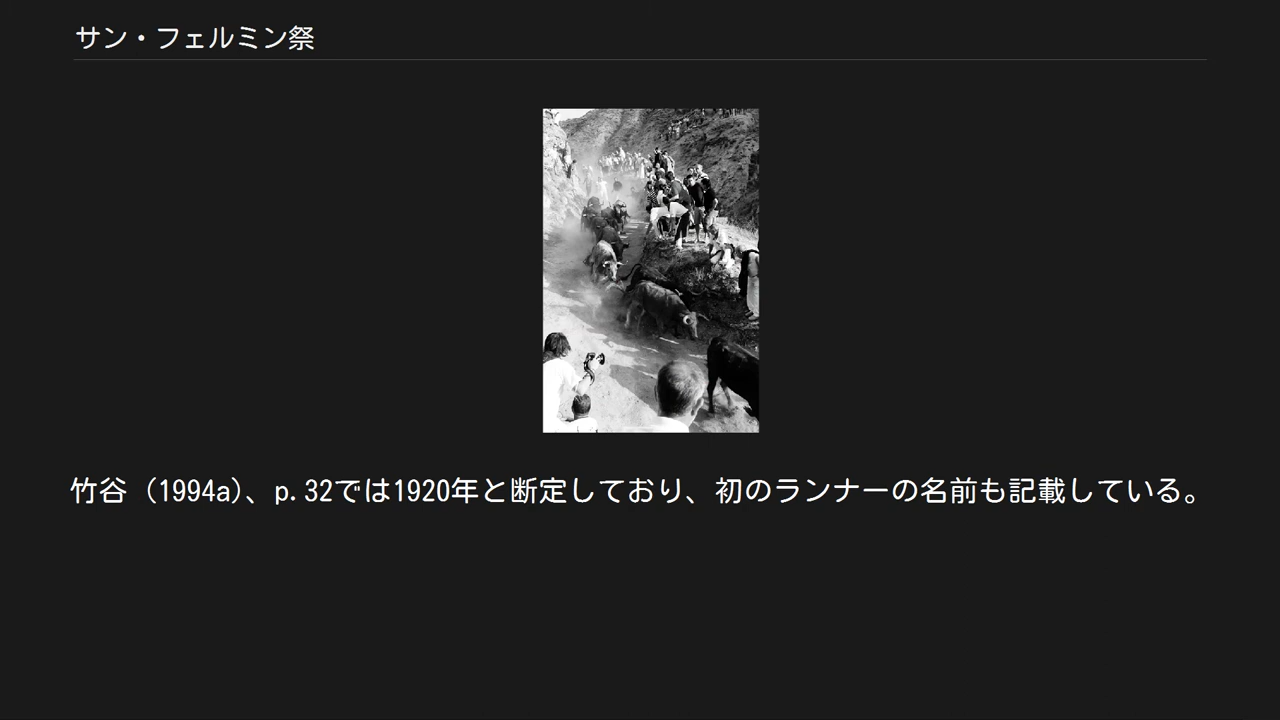 サン・フェルミン祭
竹谷（1994a)、p.32では1920年と断定しており、初のランナーの名前も記載している。